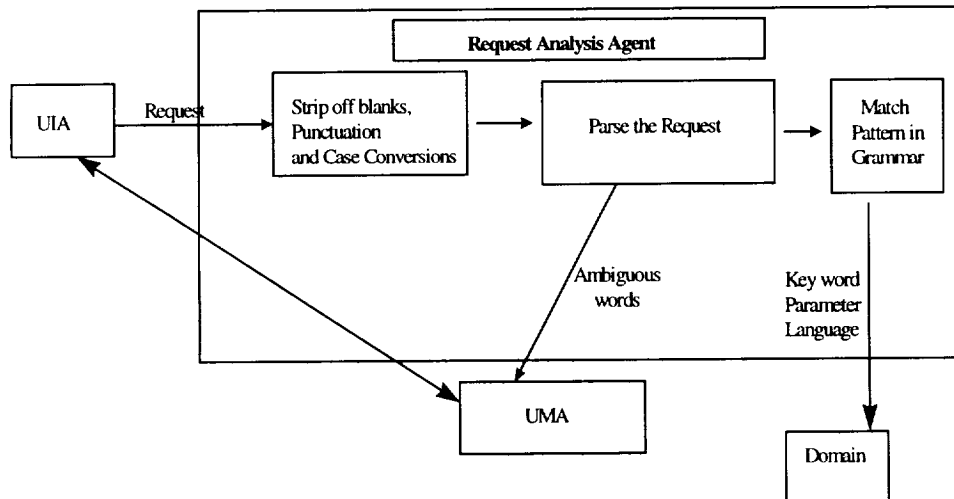 Request Analysis Agent
UIA
Request
Strip off blanks,
Punctuation
and Case Conversions
Parse the Request
Match
Pattern in
Grammar
Ambiguous
words
Key word
Parameter
Language
UMA
Domain